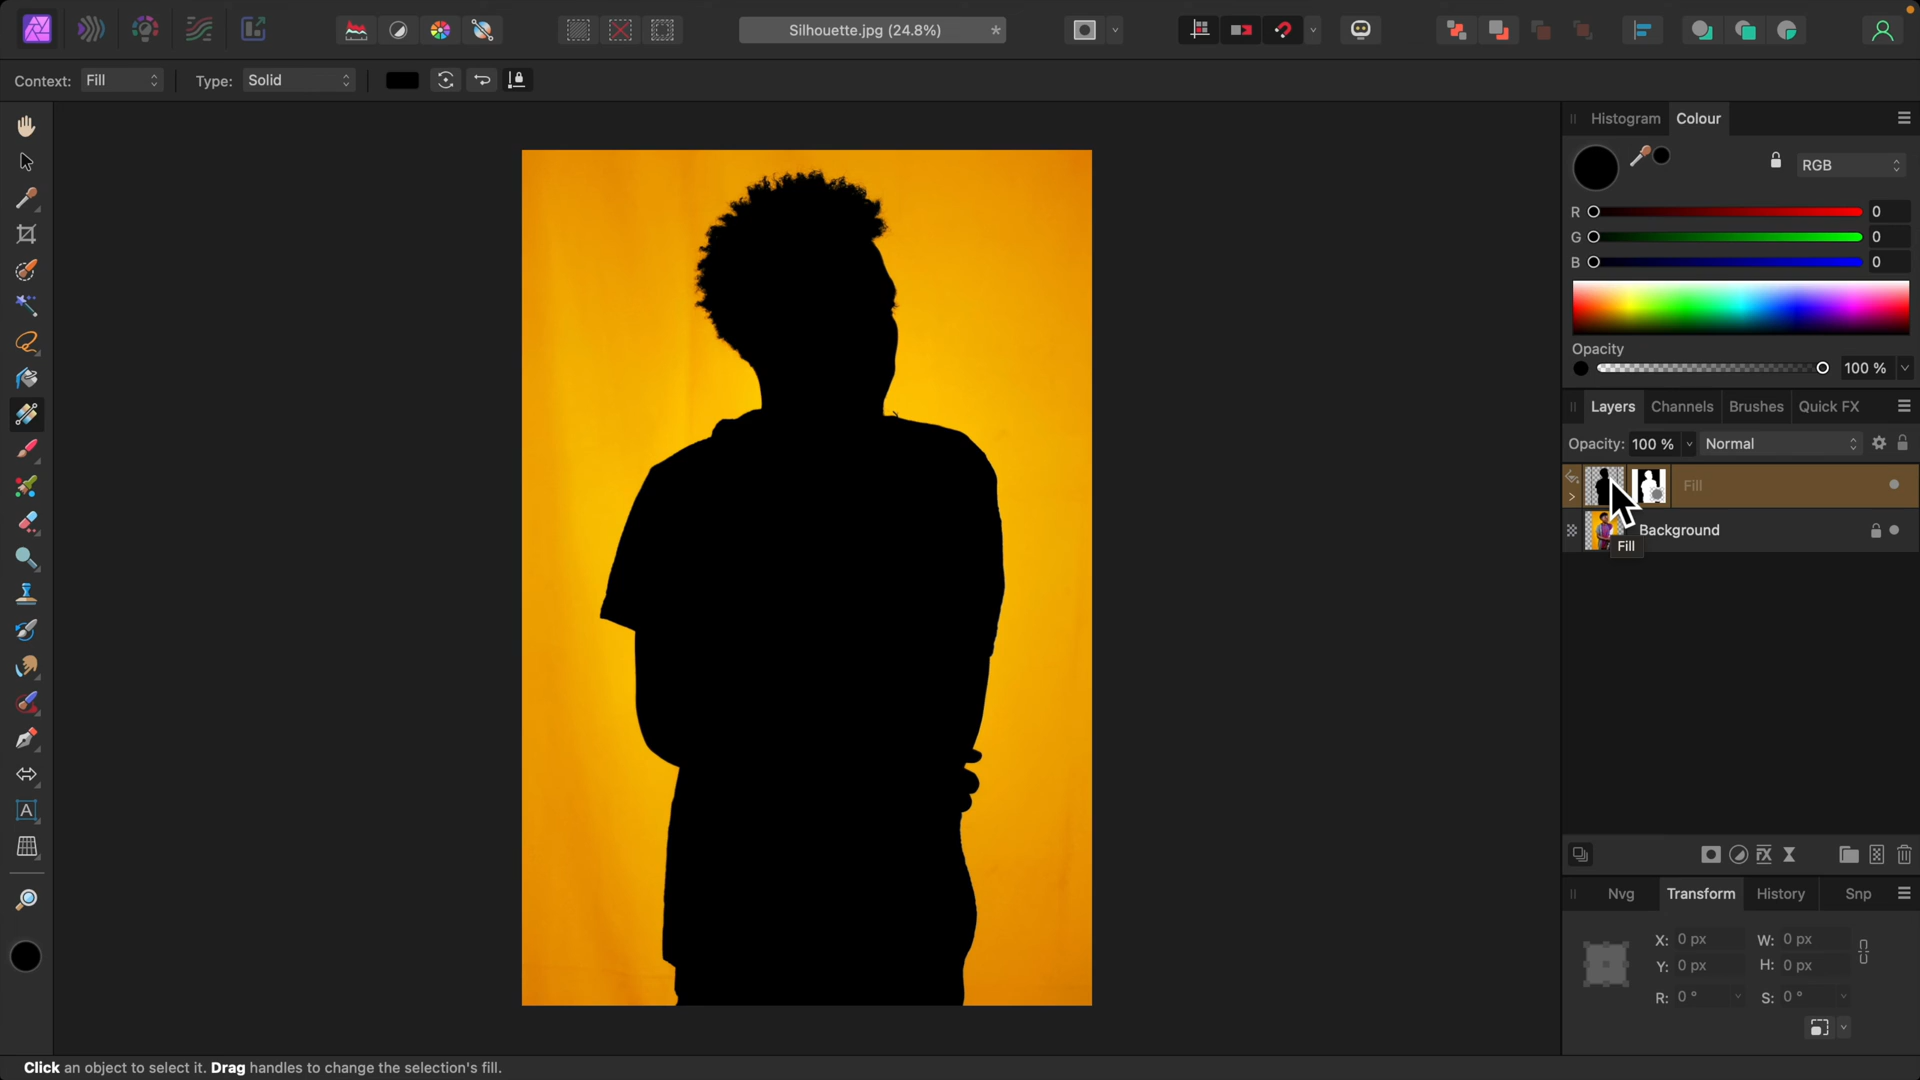 Silhouette.jpg (24.8%) *
Context: Fill Type: Solid
Histogram Colour
RGB
R 0
G 0
B 0
Opacity
100 %
Layers Channels Brushes Quick FX
Opacity: 100 % Normal
Fill
Background
Fill
Nvg Transform History Snp
X: 0 px W: 0 px
Y: 0 px H: 0 px
R: 0 ° S: 0 °
A
Click an object to select it. Drag handles to change the selection's fill.